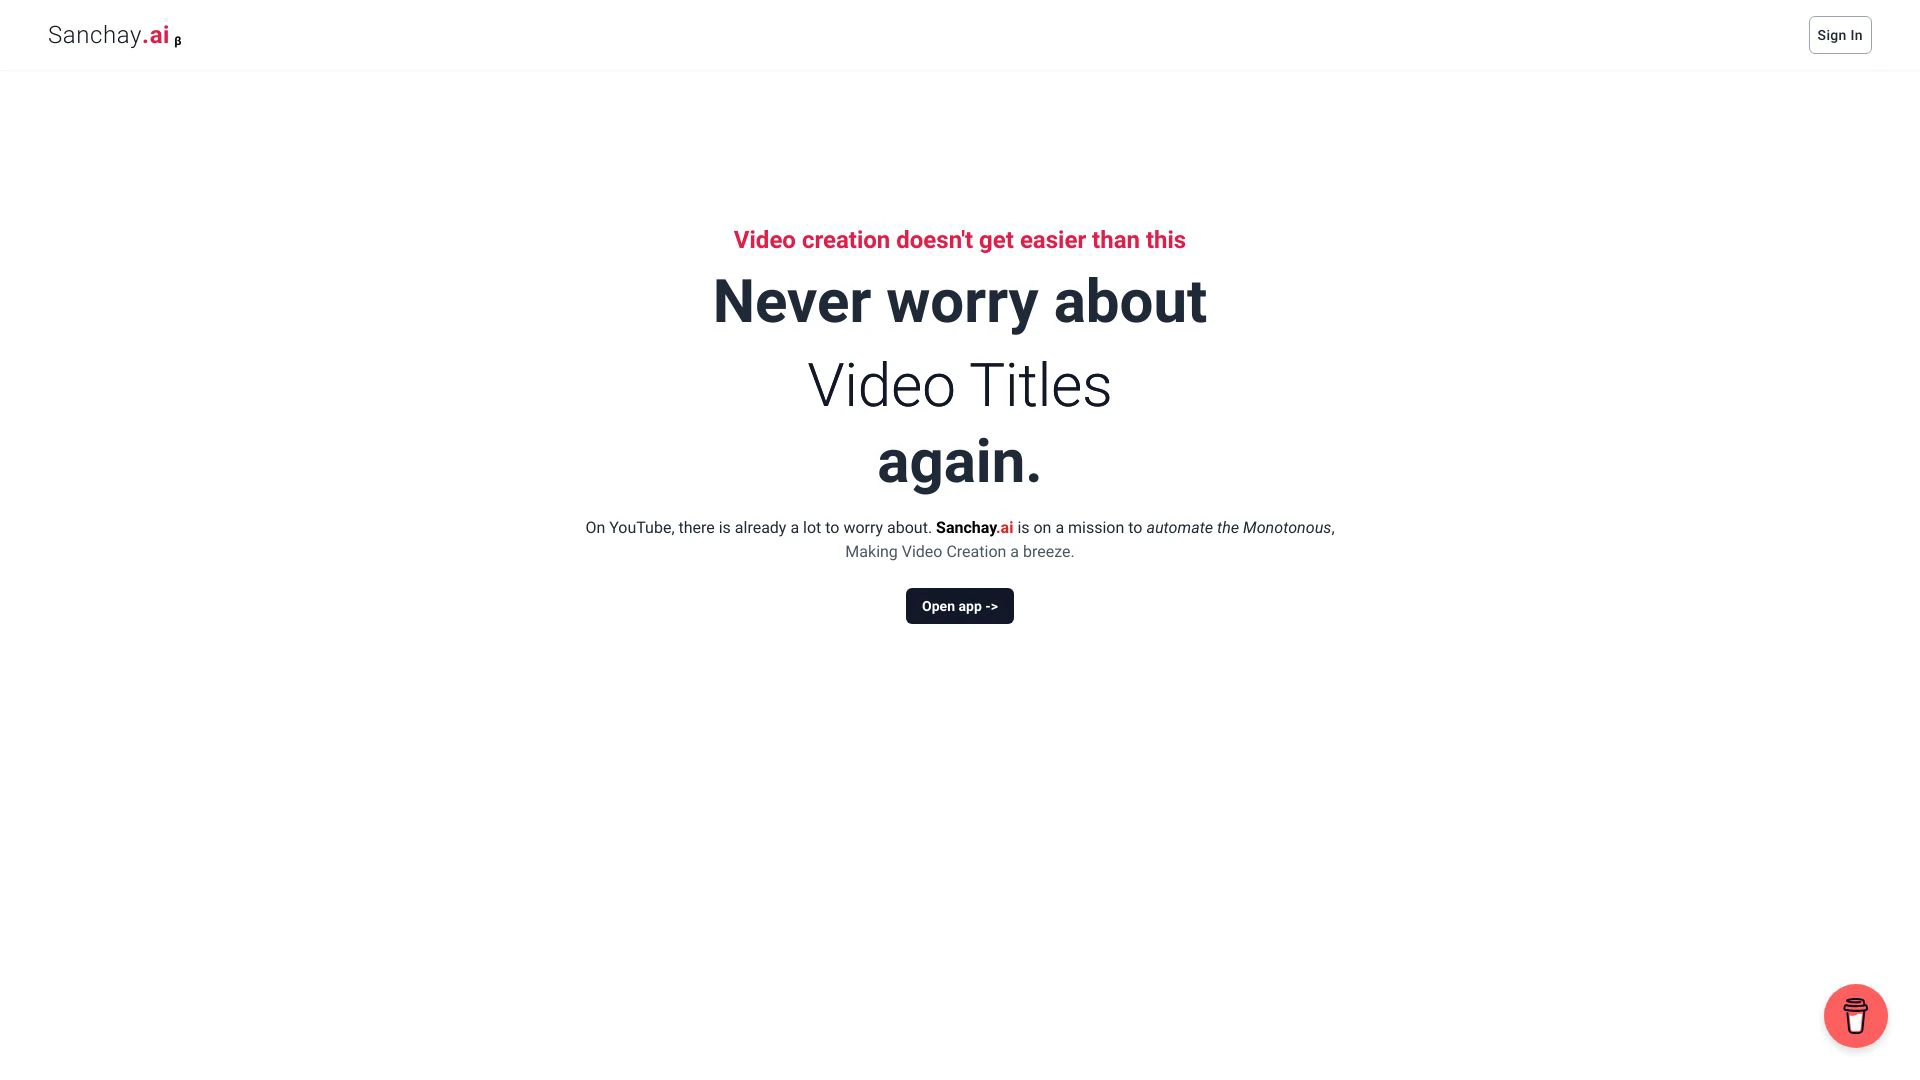 Sanchay.ai β
Sign In
Video creation doesn't get easier than this
Never worry about
Video Titles
again.
On YouTube, there is already a lot to worry about. Sanchay.ai is on a mission to automate the Monotonous,
Making Video Creation a breeze.
Open app ->